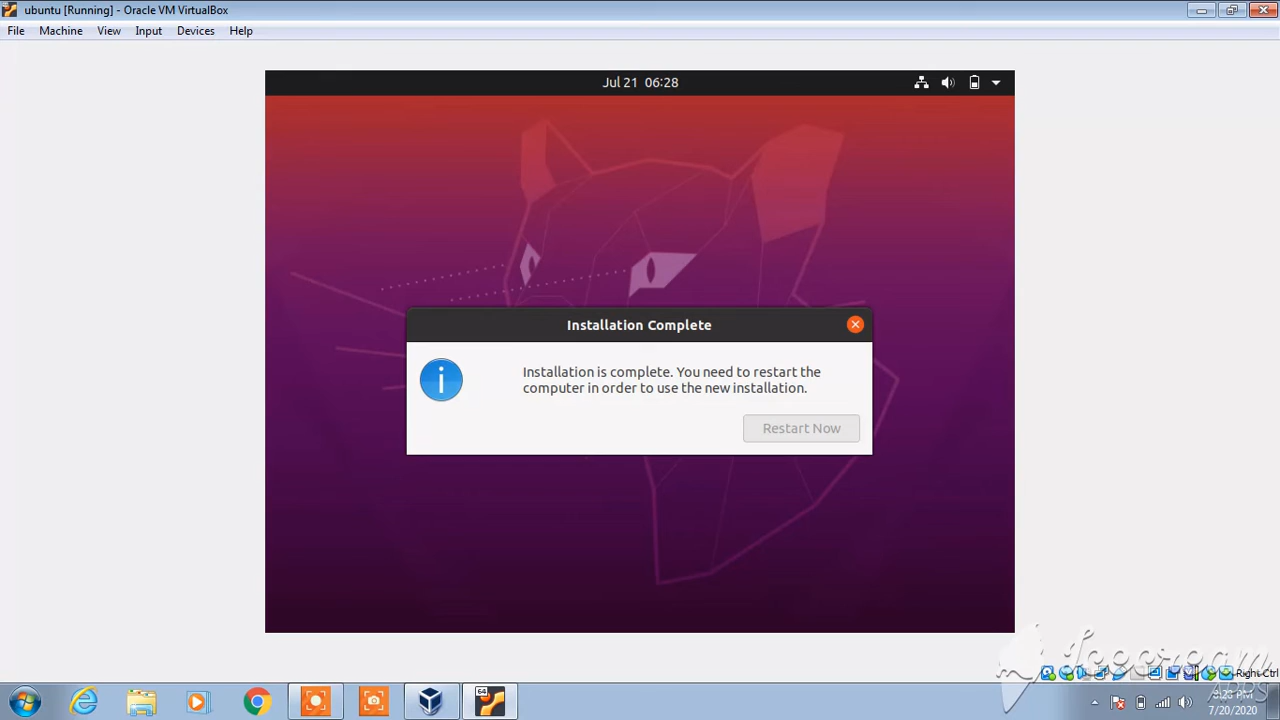 ubuntu [Running] - Oracle VM VirtualBox
File Machine View Input Devices Help
Jul 21 06:28
Installation Complete
Installation is complete. You need to restart the
computer in order to use the new installation.
Restart Now
Right Ctrl
64
7/20/2020